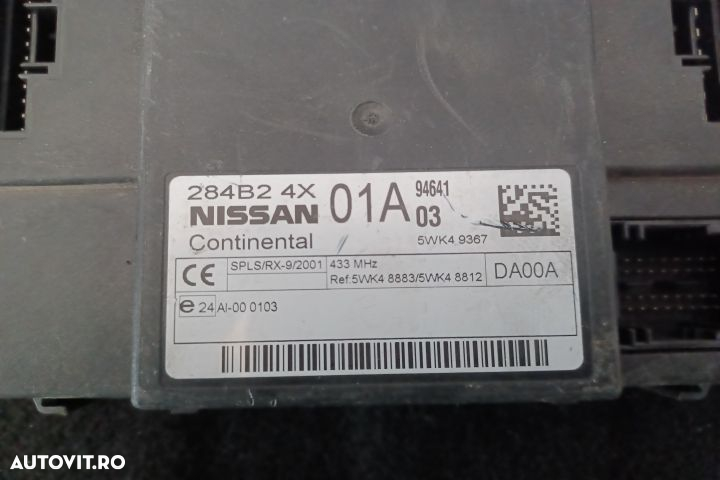 284B2 4X 01A 94641
NISSAN 03
Continental 5WK4 9367
CE SPLS/RX-9/2001 433 MHz DA00A
Ref:5WK4 8883/5WK4 8812
e 24 AI-00 0103
AUTOVIT.RO